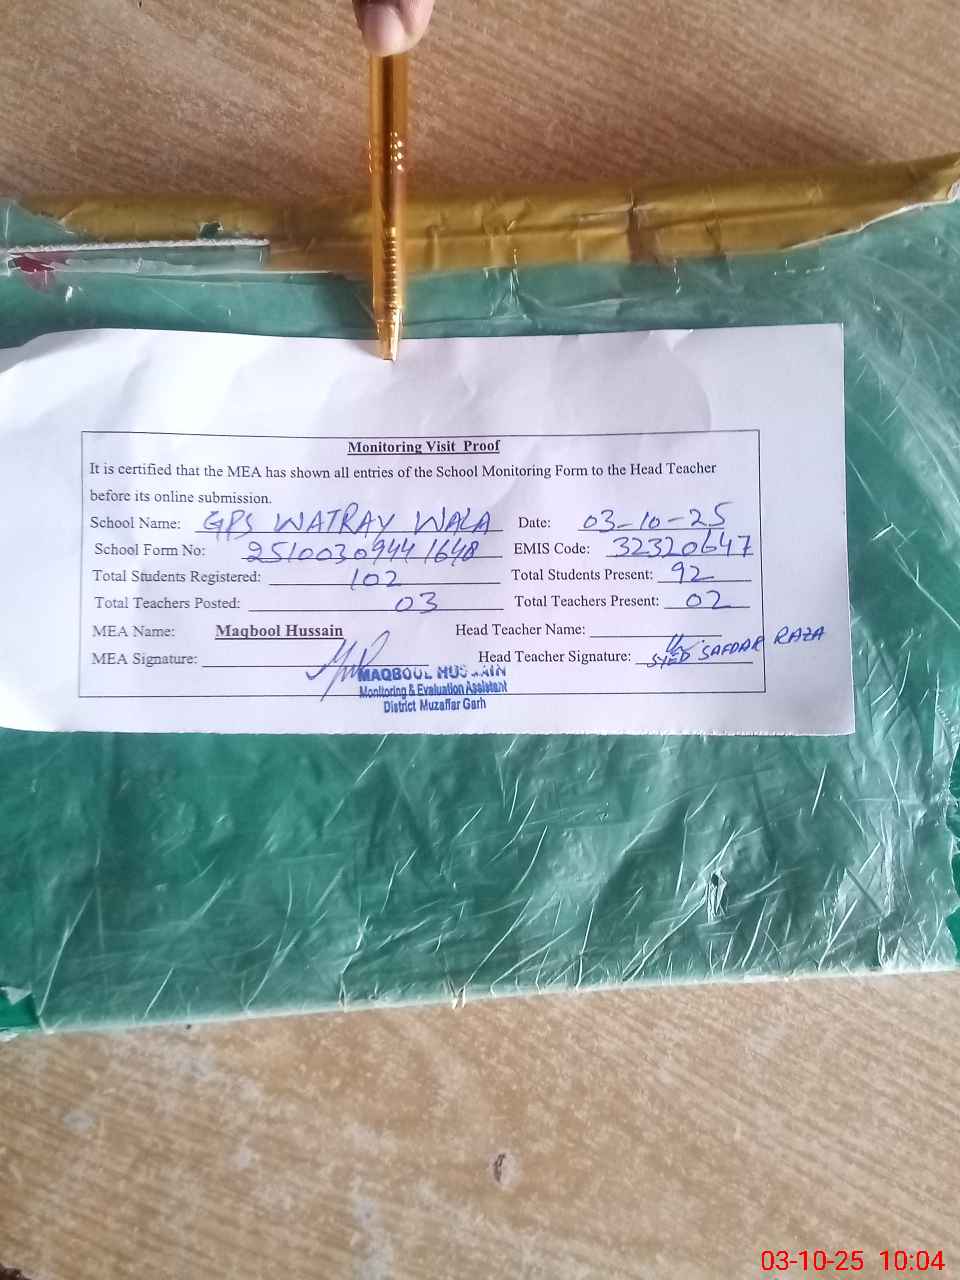 Monitoring Visit Proof
It is certified that the MEA has shown all entries of the School Monitoring Form to the Head Teacher
before its online submission.
School Name: GPS WATRAY WALA Date: 03-10-25
School Form No: 25100309441648 EMIS Code: 32320647
Total Students Registered: 102 Total Students Present: 92
Total Teachers Posted: 03 Total Teachers Present: 02
MEA Name: Maqbool Hussain Head Teacher Name:
MEA Signature: Head Teacher Signature: SYED SAFDAR RAZA
MAQBOOL HUSSAIN
Monitoring & Evaluation Assistant
District Muzaffar Garh
03-10-25 10:04